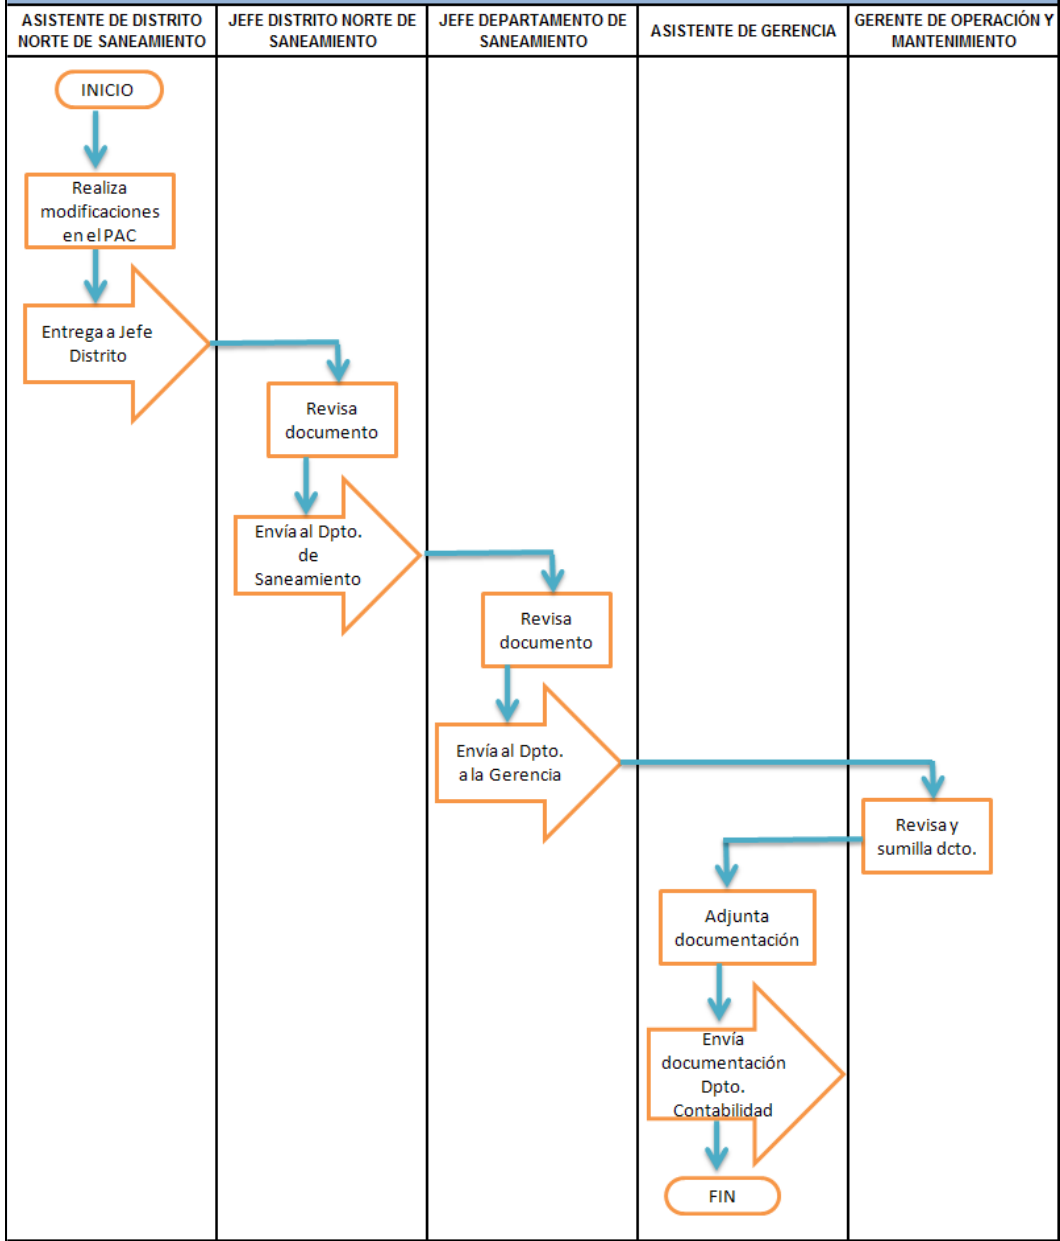 ASISTENTE DE DISTRITO
NORTE DE SANEAMIENTO
JEFE DISTRITO NORTE DE
SANEAMIENTO
JEFE DEPARTAMENTO DE
SANEAMIENTO
ASISTENTE DE GERENCIA
GERENTE DE OPERACIÓN Y
MANTENIMIENTO
INICIO
Realiza
modificaciones
en el PAC
Entrega a Jefe
Distrito
Revisa
documento
Envía al Dpto.
de
Saneamiento
Revisa
documento
Envía al Dpto.
a la Gerencia
Revisa y
sumilla dcto.
Adjunta
documentación
Envía
documentación
Dpto.
Contabilidad
FIN